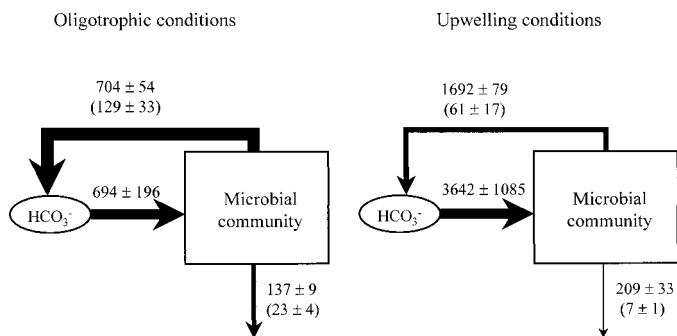 Oligotrophic conditions
Upwelling conditions
704 ± 54
(129 ± 33)
694 ± 196
HCO₃⁻
Microbial
community
137 ± 9
(23 ± 4)
1692 ± 79
(61 ± 17)
3642 ± 1085
HCO₃⁻
Microbial
community
209 ± 33
(7 ± 1)